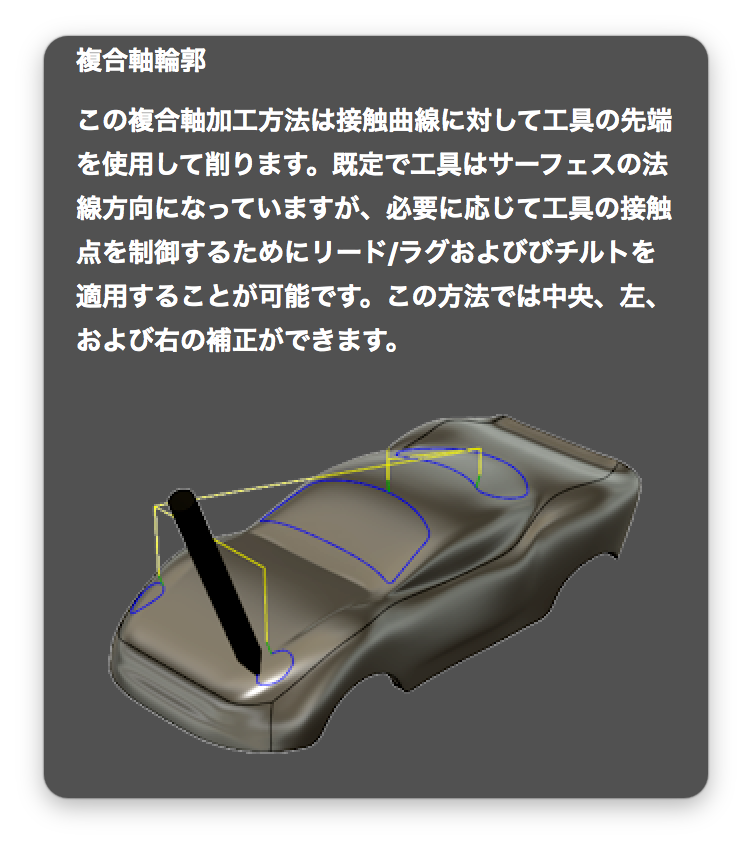 複合軸輪郭
この複合軸加工方法は接触曲線に対して工具の先端
を使用して削ります。既定で工具はサーフェスの法
線方向になっていますが、必要に応じて工具の接触
点を制御するためにリード/ラグおよびびチルトを
適用することが可能です。この方法では中央、左、
および右の補正ができます。